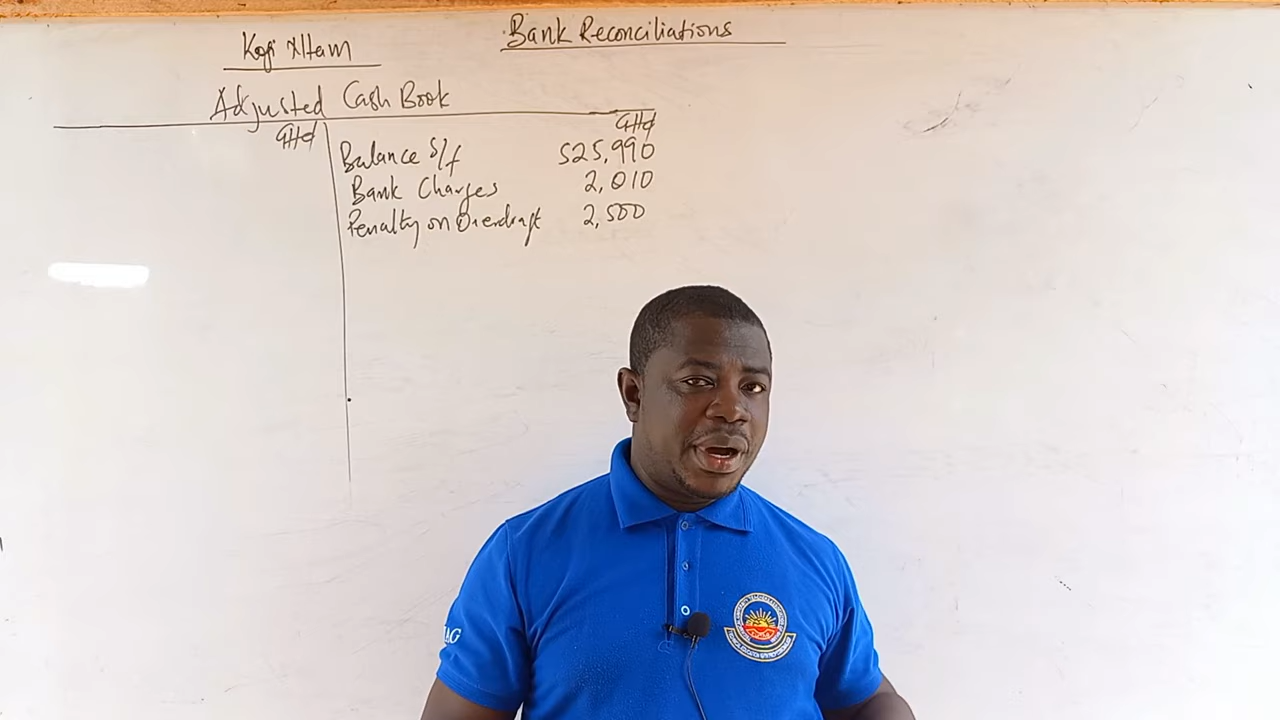 Bank Reconciliations
Adjusted Cash Book
GH¢
GH¢
Balance b/f 525,990
Bank Charges 2,010
Penalty on Overdraft 2,500